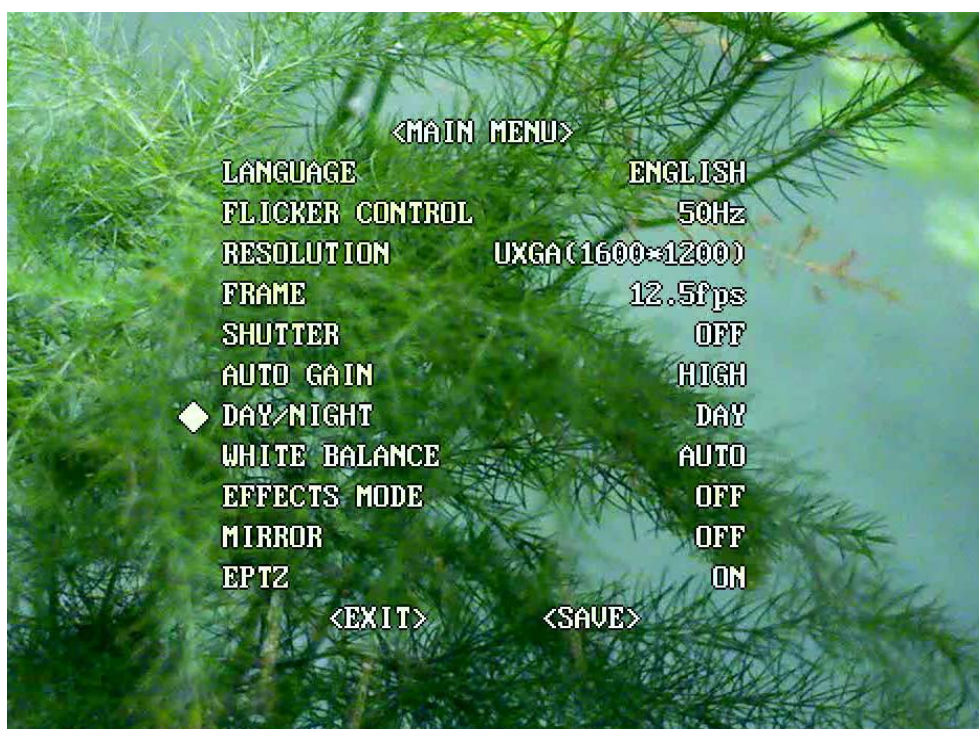 <MAIN MENU>
LANGUAGE ENGLISH
FLICKER CONTROL 50Hz
RESOLUTION UXGA(1600*1200)
FRAME 12.5fps
SHUTTER OFF
AUTO GAIN HIGH
DAY/NIGHT DAY
WHITE BALANCE AUTO
EFFECTS MODE OFF
MIRROR OFF
EPTZ ON
<EXIT> <SAVE>